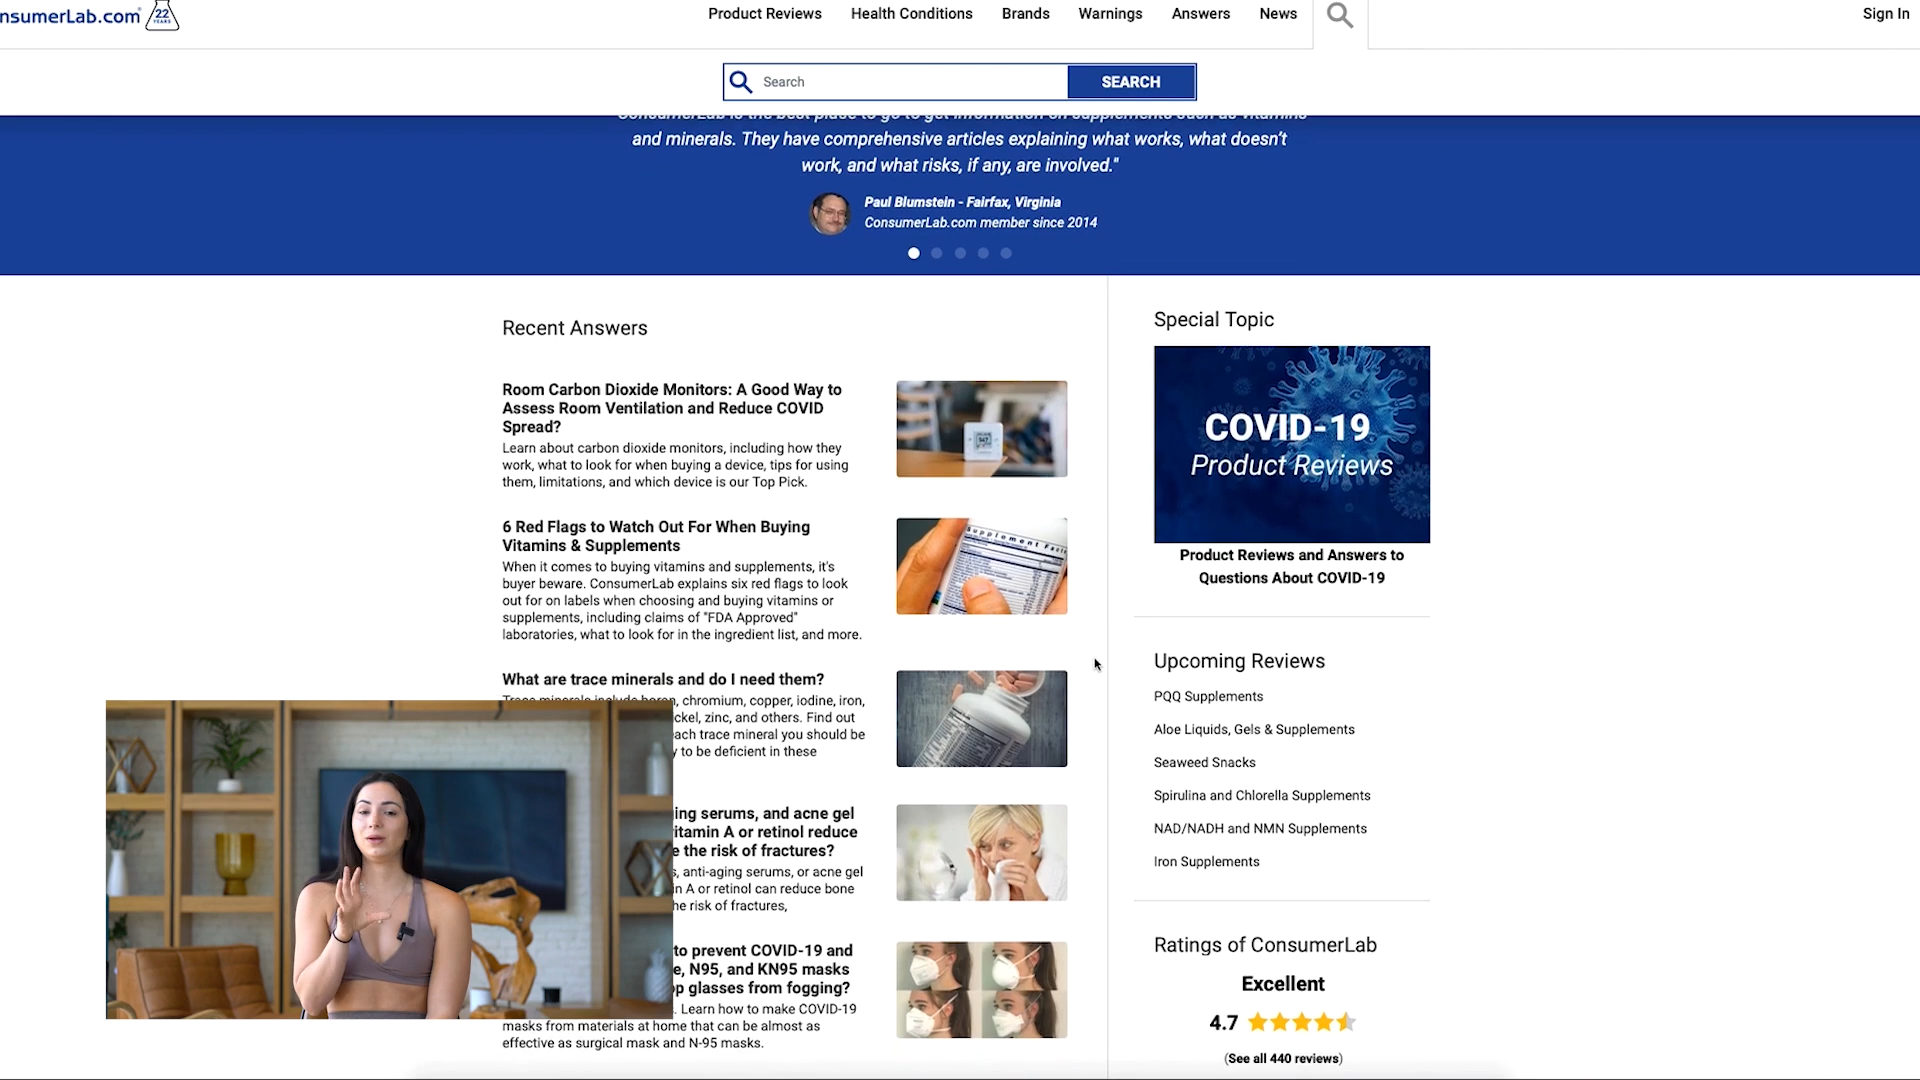 nsumerLab.com
22
YEARS
Product Reviews
Health Conditions
Brands
Warnings
Answers
News
Sign In
Search
SEARCH
ConsumerLab is the best place to go to get information on supplements such as vitamins
and minerals. They have comprehensive articles explaining what works, what doesn't
work, and what risks, if any, are involved."
Paul Blumstein - Fairfax, Virginia
ConsumerLab.com member since 2014
Recent Answers
Room Carbon Dioxide Monitors: A Good Way to
Assess Room Ventilation and Reduce COVID
Spread?
Learn about carbon dioxide monitors, including how they
work, what to look for when buying a device, tips for using
them, limitations, and which device is our Top Pick.
6 Red Flags to Watch Out For When Buying
Vitamins & Supplements
When it comes to buying vitamins and supplements, it's
buyer beware. ConsumerLab explains six red flags to look
out for on labels when choosing and buying vitamins or
supplements, including claims of "FDA Approved"
laboratories, what to look for in the ingredient list, and more.
Supplement Facts
What are trace minerals and do I need them?
Trace minerals include boron, chromium, copper, iodine, iron,
ckel, zinc, and others. Find out
each trace mineral you should be
y to be deficient in these
ing serums, and acne gel
itamin A or retinol reduce
e the risk of fractures?
s, anti-aging serums, or acne gel
in A or retinol can reduce bone
he risk of fractures,
to prevent COVID-19 and
e, N95, and KN95 masks
op glasses from fogging?
. Learn how to make COVID-19
masks from materials at home that can be almost as
effective as surgical mask and N-95 masks.
Special Topic
COVID-19
Product Reviews
Product Reviews and Answers to
Questions About COVID-19
Upcoming Reviews
PQQ Supplements
Aloe Liquids, Gels & Supplements
Seaweed Snacks
Spirulina and Chlorella Supplements
NAD/NADH and NMN Supplements
Iron Supplements
Ratings of ConsumerLab
Excellent
4.7
(See all 440 reviews)